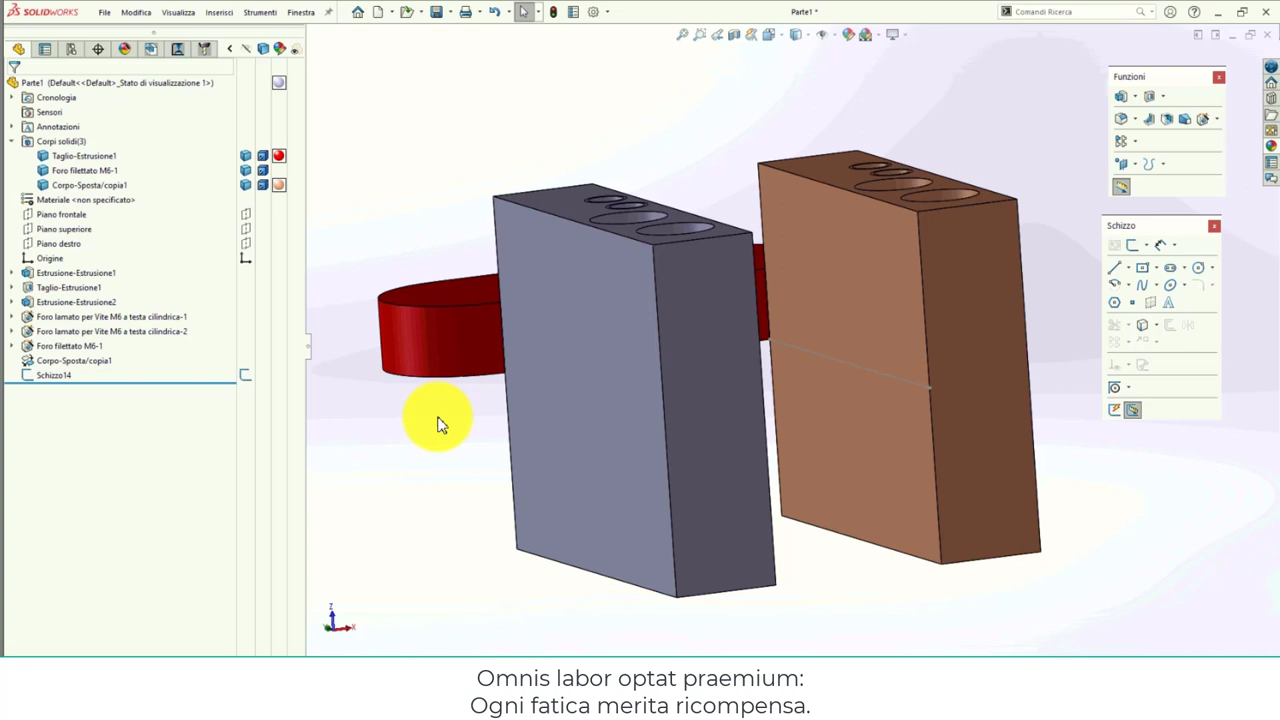 SOLIDWORKS
File
Modifica
Visualizza
Inserisci
Strumenti
Finestra
Parte1 *
Comandi Ricerca
Parte1 (Default<<Default>_Stato di visualizzazione 1>)
Cronologia
Sensori
Annotazioni
Corpi solidi(3)
Taglio-Estrusione1
Foro filettato M6-1
Corpo-Sposta/copia1
Materiale <non specificato>
Piano frontale
Piano superiore
Piano destro
Origine
Estrusione-Estrusione1
Taglio-Estrusione1
Estrusione-Estrusione2
Foro lamato per Vite M6 a testa cilindrica-1
Foro lamato per Vite M6 a testa cilindrica-2
Foro filettato M6-1
Corpo-Sposta/copia1
Schizzo14
Funzioni
Schizzo
Z
X
Omnis labor optat praemium:
Ogni fatica merita ricompensa.